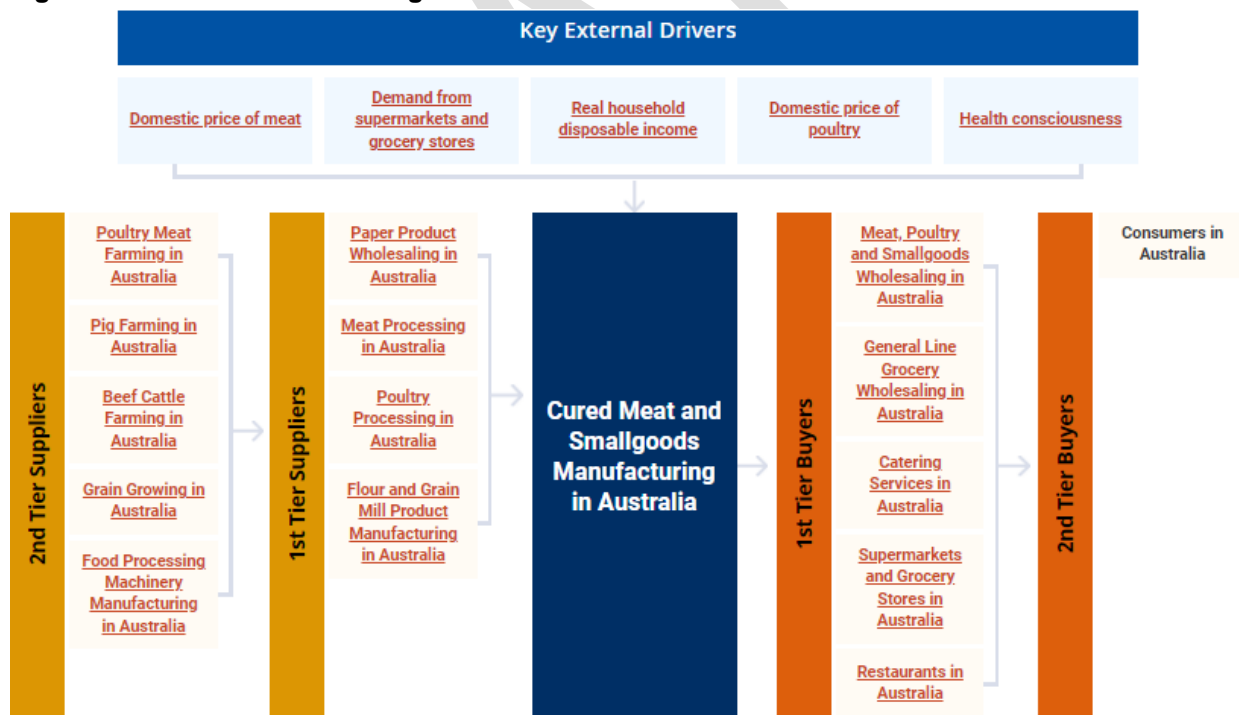 Key External Drivers
Domestic price of meat
Demand from
supermarkets and
grocery stores
Real household
disposable income
Domestic price of
poultry
Health consciousness
2nd Tier Suppliers
Poultry Meat
Farming in
Australia
Pig Farming in
Australia
Beef Cattle
Farming in
Australia
Grain Growing in
Australia
Food Processing
Machinery
Manufacturing
in Australia
1st Tier Suppliers
Paper Product
Wholesaling in
Australia
Meat Processing
in Australia
Poultry
Processing in
Australia
Flour and Grain
Mill Product
Manufacturing
in Australia
Cured Meat and
Smallgoods
Manufacturing
in Australia
1st Tier Buyers
Meat, Poultry
and Smallgoods
Wholesaling in
Australia
General Line
Grocery
Wholesaling in
Australia
Catering
Services in
Australia
Supermarkets
and Grocery
Stores in
Australia
Restaurants in
Australia
2nd Tier Buyers
Consumers in
Australia